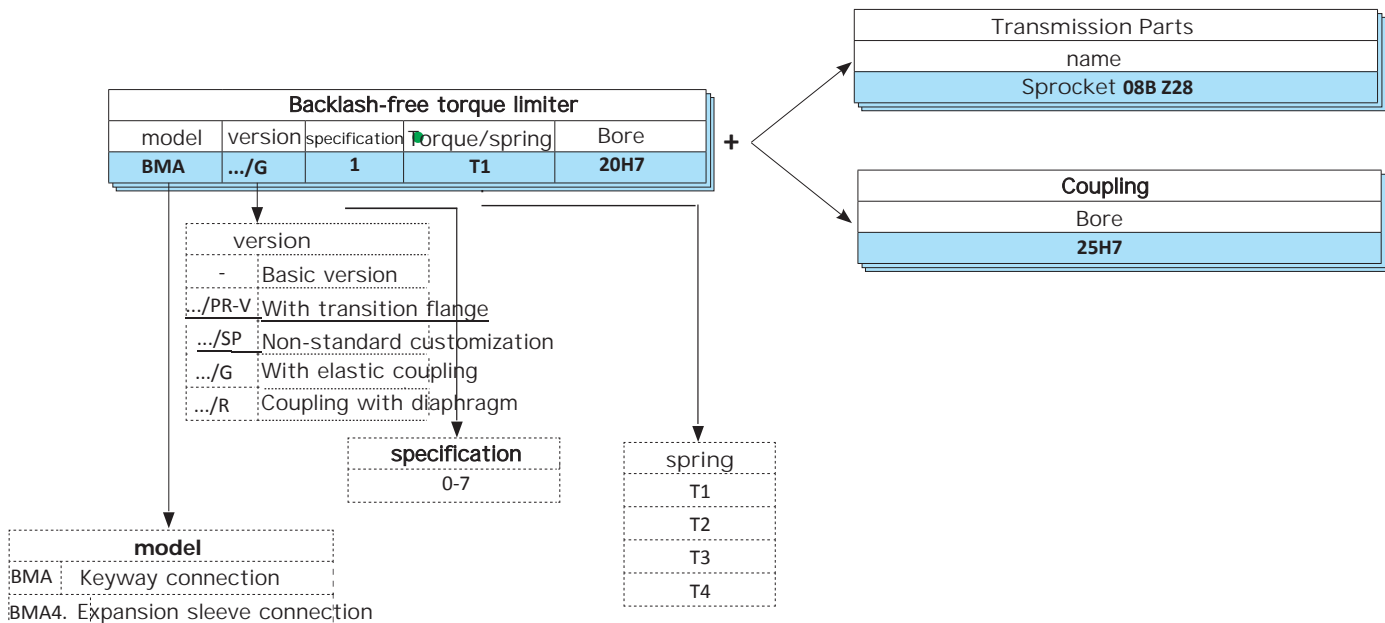 Transmission Parts
name
Sprocket 08B Z28
Backlash-free torque limiter
model version specification Torque/spring Bore
BMA .../G 1 T1 20H7
+
Coupling
Bore
25H7
version
- Basic version
.../PR-V With transition flange
.../SP Non-standard customization
.../G With elastic coupling
.../R Coupling with diaphragm
specification
0-7
spring
T1
T2
T3
T4
model
BMA Keyway connection
BMA4. Expansion sleeve connection